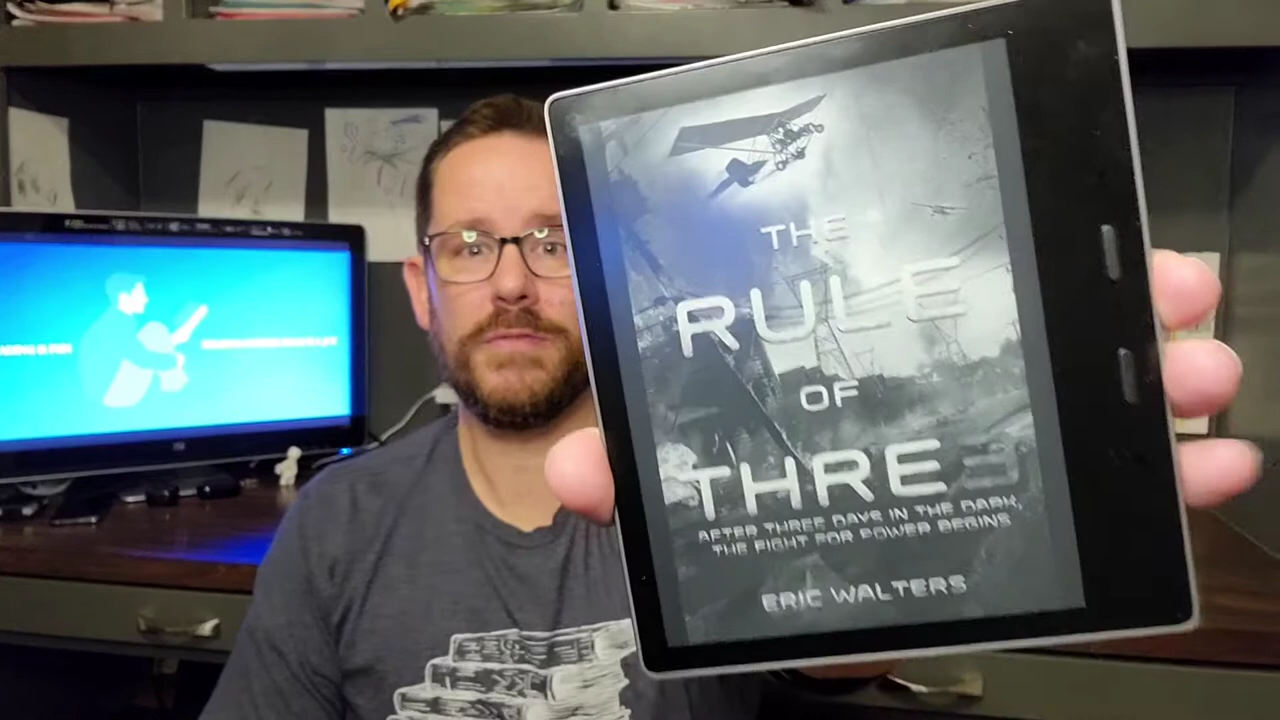 THE
RULE
OF
THREE
AFTER THREE DAYS IN THE DARK,
THE FIGHT FOR POWER BEGINS
ERIC WALTERS